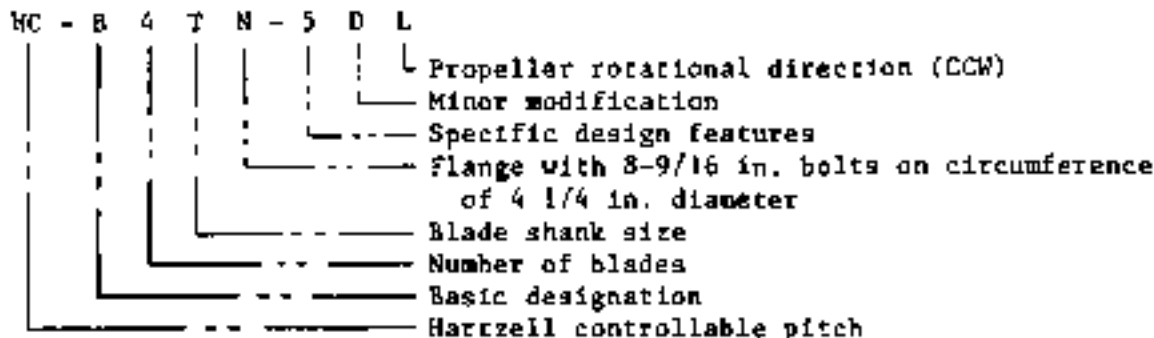 HC - B 4 T N - 5 D L
Propeller rotational direction (CCW)
Minor modification
Specific design features
Flange with 8-9/16 in. bolts on circumference
of 4 1/4 in. diameter
Blade shank size
Number of blades
Basic designation
Hartzell controllable pitch